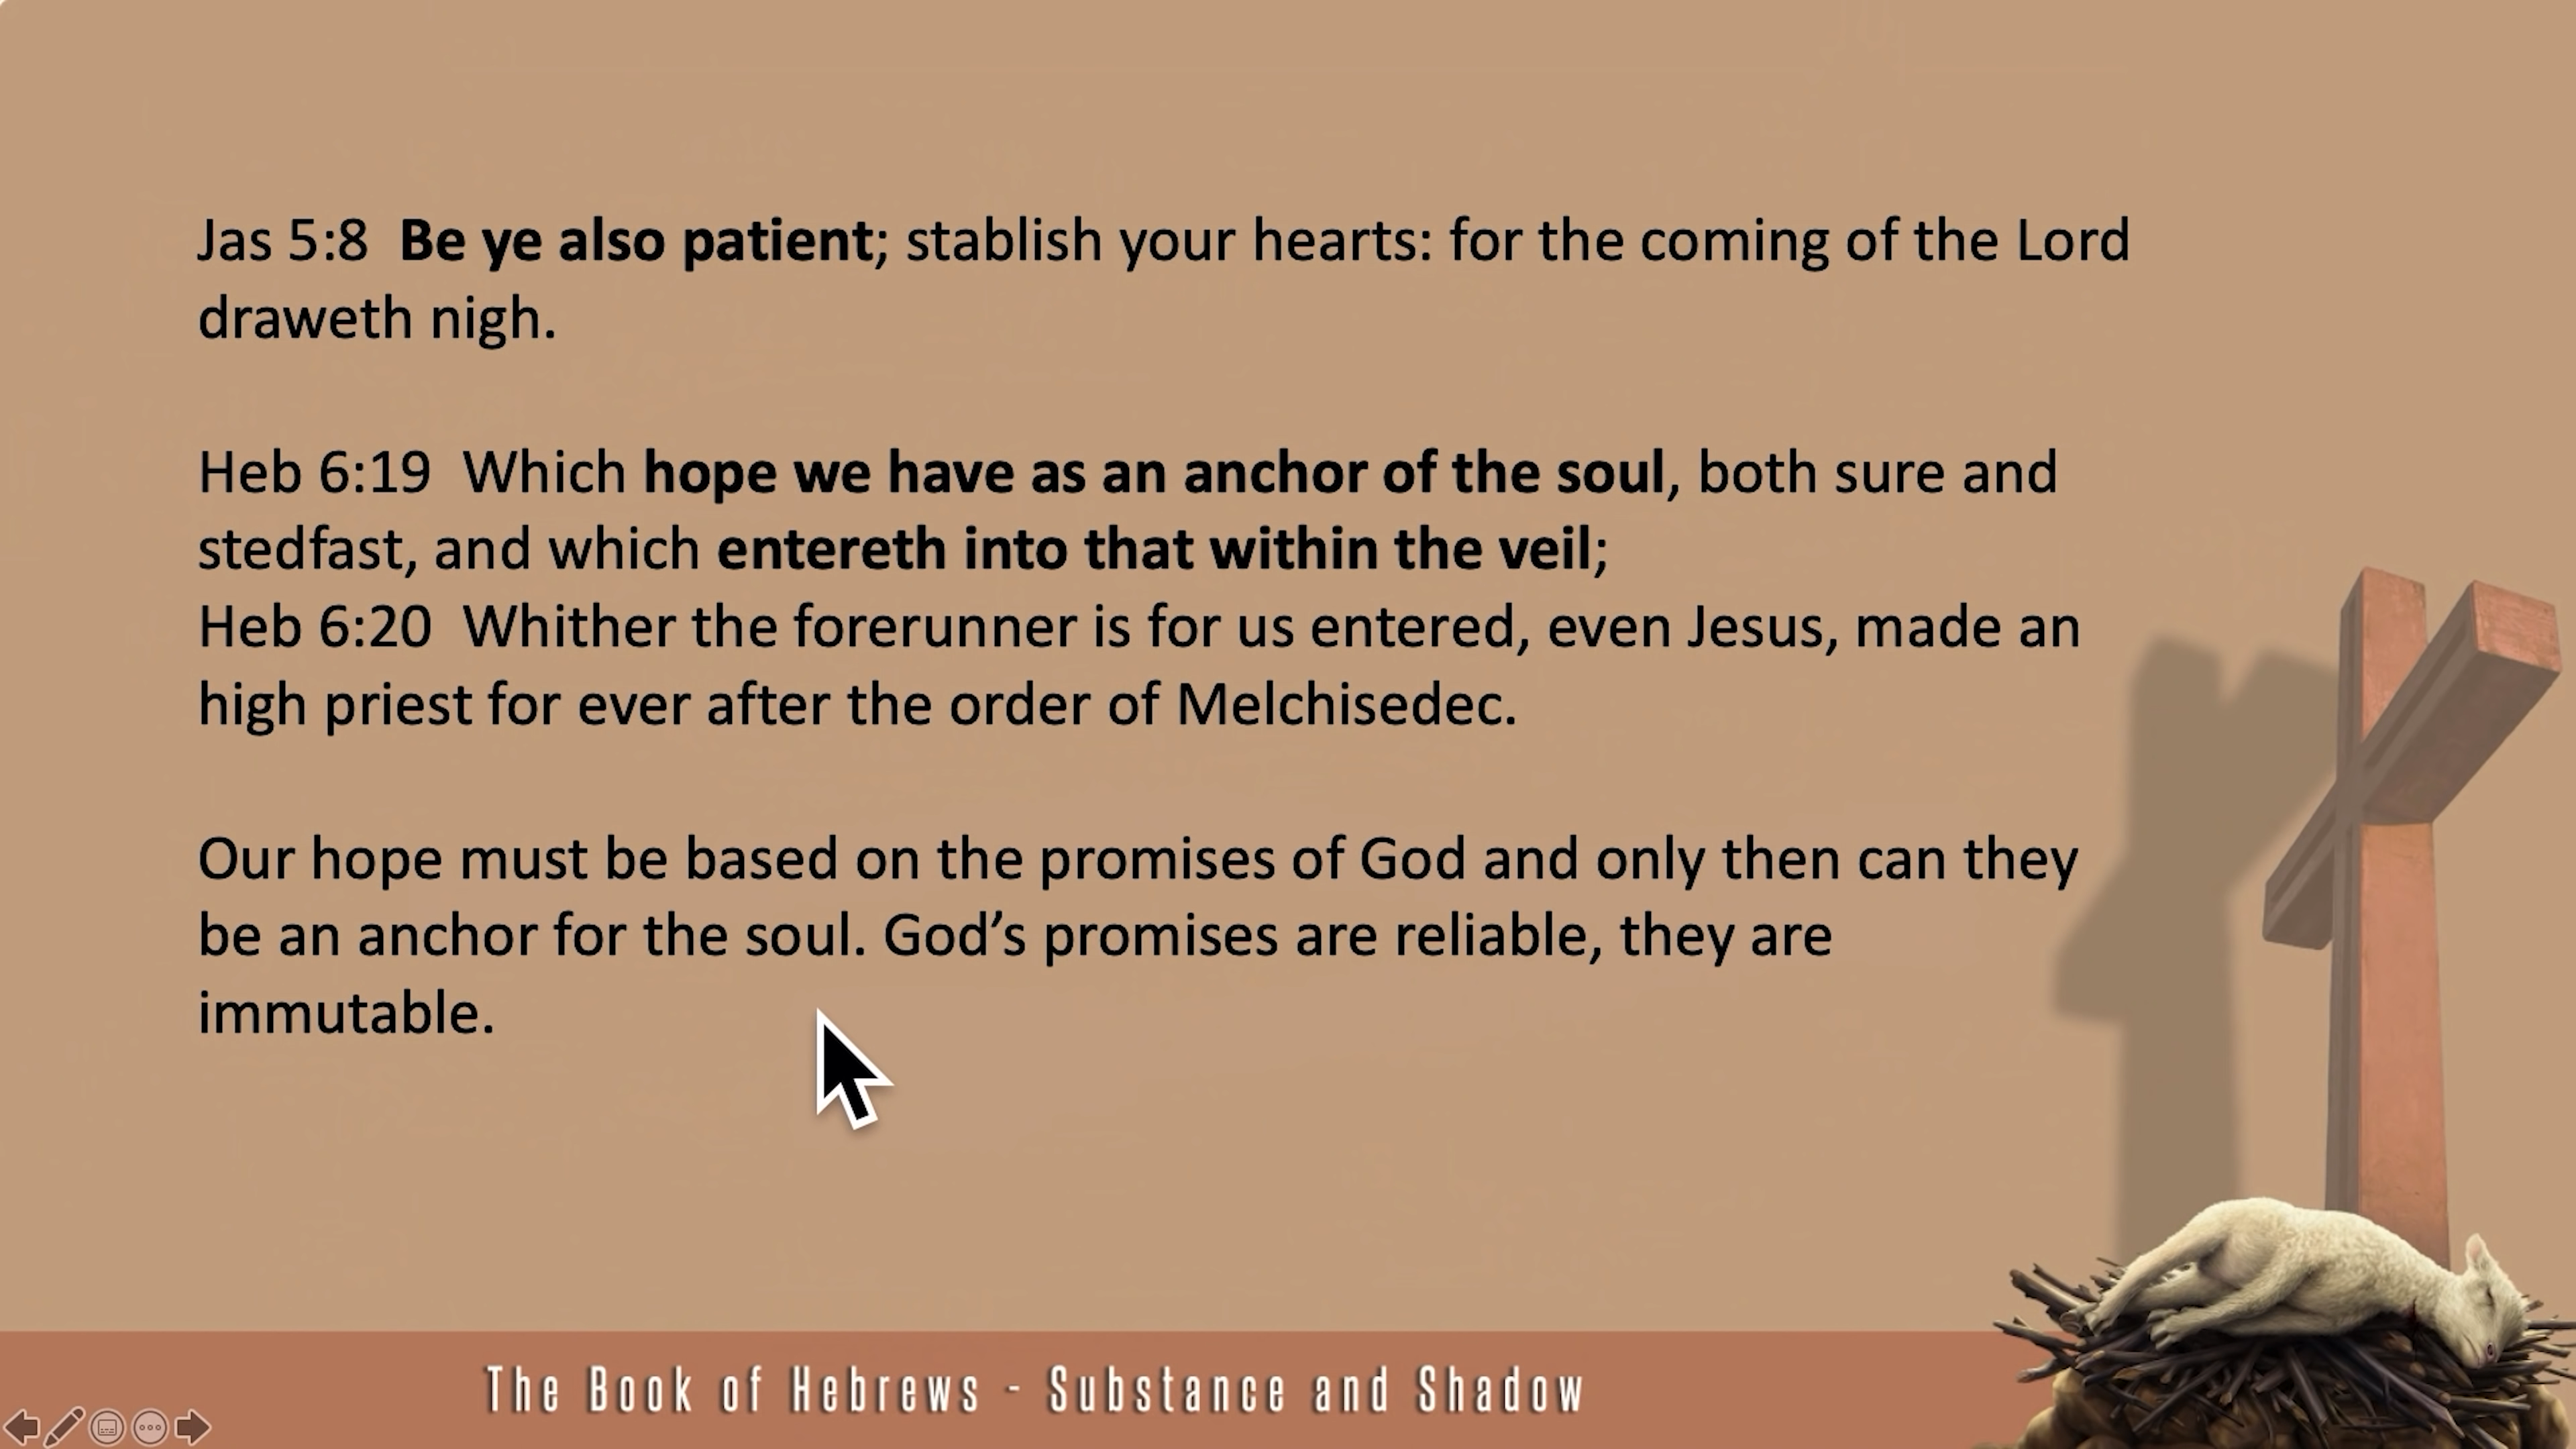 Jas 5:8  Be ye also patient; stablish your hearts: for the coming of the Lord
draweth nigh.
Heb 6:19  Which hope we have as an anchor of the soul, both sure and
stedfast, and which entereth into that within the veil;
Heb 6:20  Whither the forerunner is for us entered, even Jesus, made an
high priest for ever after the order of Melchisedec.
Our hope must be based on the promises of God and only then can they
be an anchor for the soul. God’s promises are reliable, they are
immutable.
The Book of Hebrews - Substance and Shadow